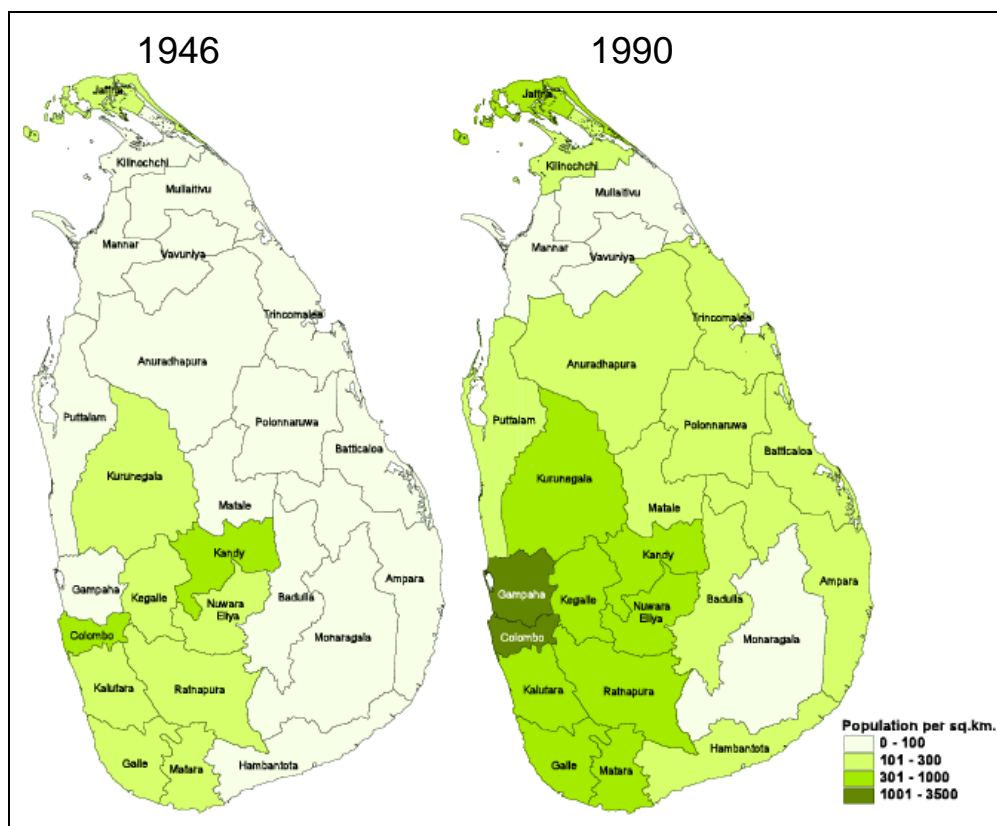 1946
Jaffna
Kilinochchi
Mullaitivu
Mannar
Vavuniya
Trincomalee
Anuradhapura
Puttalam
Polonnaruwa
Batticaloa
Kurunegala
Matale
Kandy
Ampara
Gampaha
Kegalle
Nuwara
Eliya
Badulla
Colombo
Monaragala
Kalutara
Ratnapura
Galle
Matara
Hambantota
1990
Jaffna
Kilinochchi
Mullaitivu
Mannar
Vavuniya
Trincomalee
Anuradhapura
Puttalam
Polonnaruwa
Batticaloa
Kurunegala
Matale
Kandy
Ampara
Gampaha
Kegalle
Nuwara
Eliya
Badulla
Colombo
Monaragala
Kalutara
Ratnapura
Galle
Matara
Hambantota
Population per sq.km.
0 - 100
101 - 300
301 - 1000
1001 - 3500